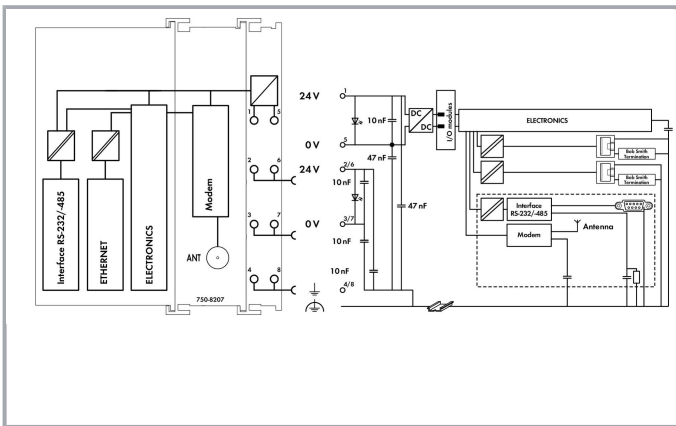 Interface RS-232/-485
ETHERNET
ELECTRONICS
Modem
ANT
750-8207
1
5
2
6
3
7
4
8
24 V
0 V
24 V
0 V
1
5
2/6
3/7
4/8
10 nF
47 nF
10 nF
47 nF
10 nF
10 nF
DC
DC
I/O modules
ELECTRONICS
Bob Smith
Termination
Bob Smith
Termination
Interface
RS-232/-485
Modem
Antenna